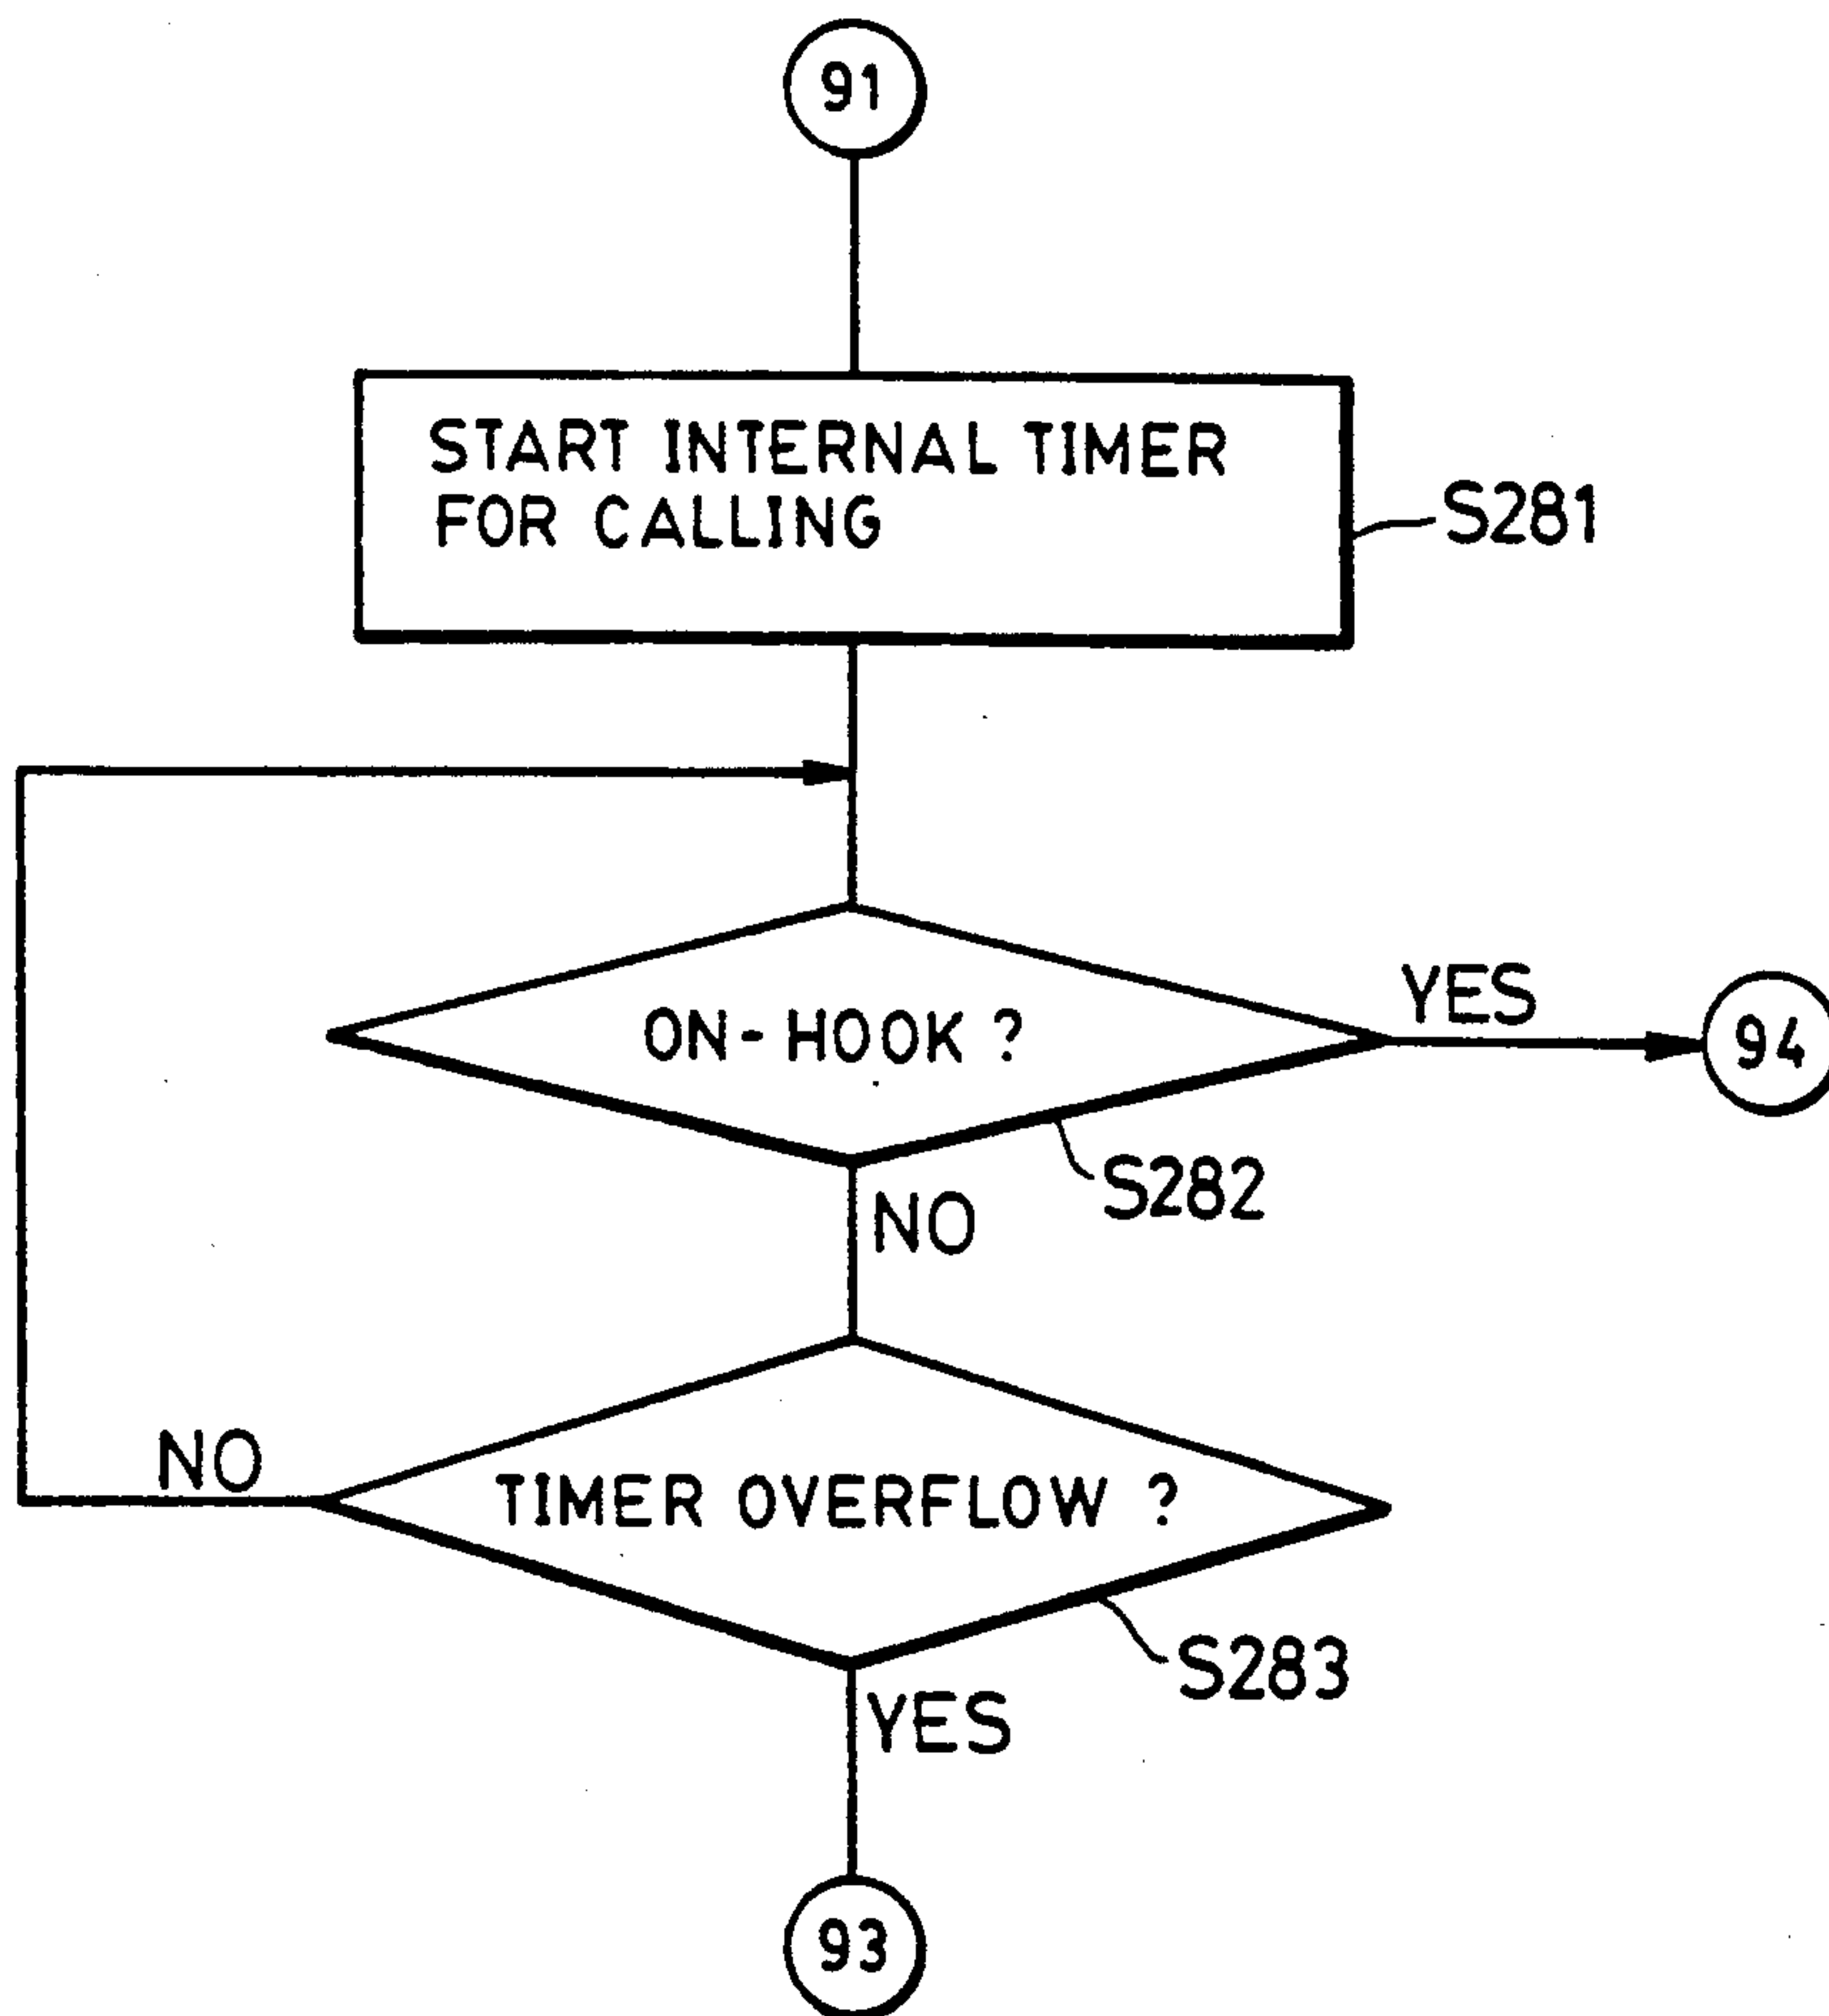 91
START INTERNAL TIMER
FOR CALLING
S281
ON-HOOK ?
YES
94
S282
NO
TIMER OVERFLOW ?
NO
S283
YES
93